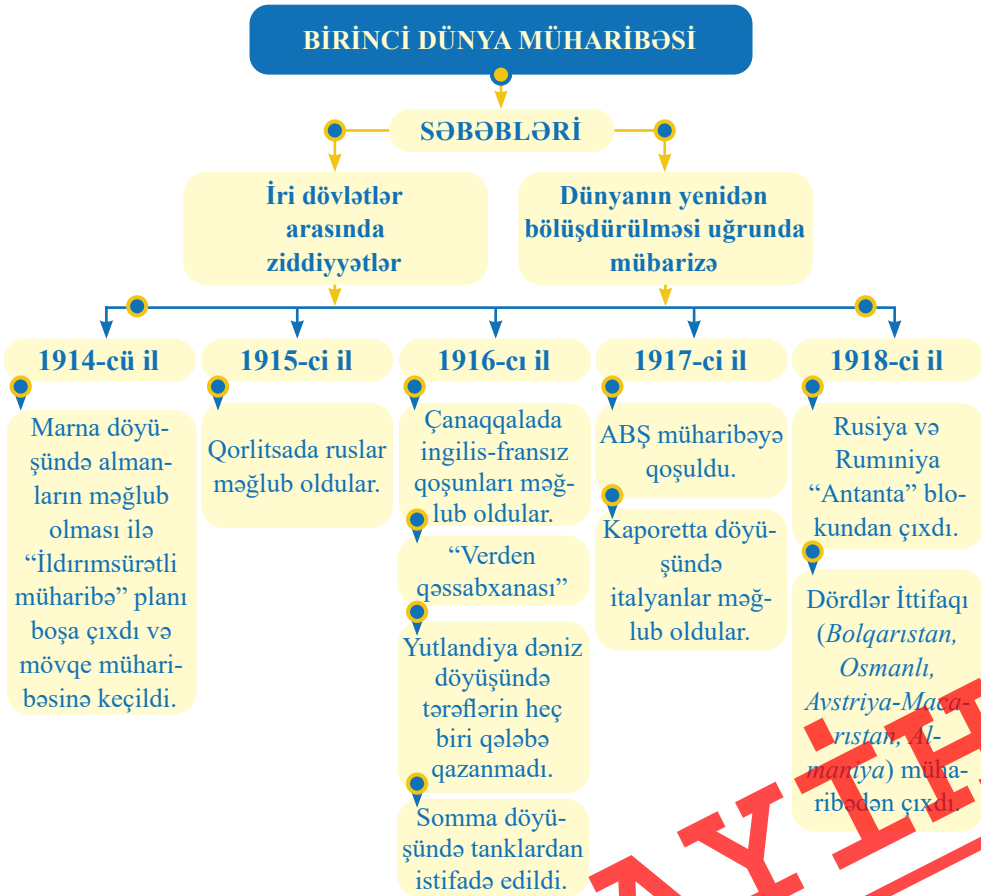 BİRİNCİ DÜNYA MÜHARİBƏSİ
SƏBƏBLƏRİ
İri dövlətlər
arasında
ziddiyyətlər
Dünyanın yenidən
bölüşdürülməsi uğrunda
mübarizə
1914-cü il
Marna döyü-
şündə alman-
ların məğlub
olması ilə
“İldırımsürətli
müharibə” planı
boşa çıxdı və
mövqe mühari-
bəsinə keçildi.
1915-ci il
Qorlitsada ruslar
məğlub oldular.
1916-cı il
Çanaqqalada
ingilis-fransız
qoşunları məğ-
lub oldular.
“Verden
qəssabxanası”
Yutlandiya dəniz
döyüşündə
tərəflərin heç
biri qələbə
qazanmadı.
Somma döyü-
şündə tanklardan
istifadə edildi.
1917-ci il
ABŞ müharibəyə
qoşuldu.
Kaporetta döyü-
şündə
italyanlar məğ-
lub oldular.
1918-ci il
Rusiya və
Rumıniya
“Antanta” blo-
kundan çıxdı.
Dördlər İttifaqı
(Bolqarıstan,
Osmanlı,
Avstriya-Maca-
rıstan, Al-
maniya) müha-
ribədən çıxdı.